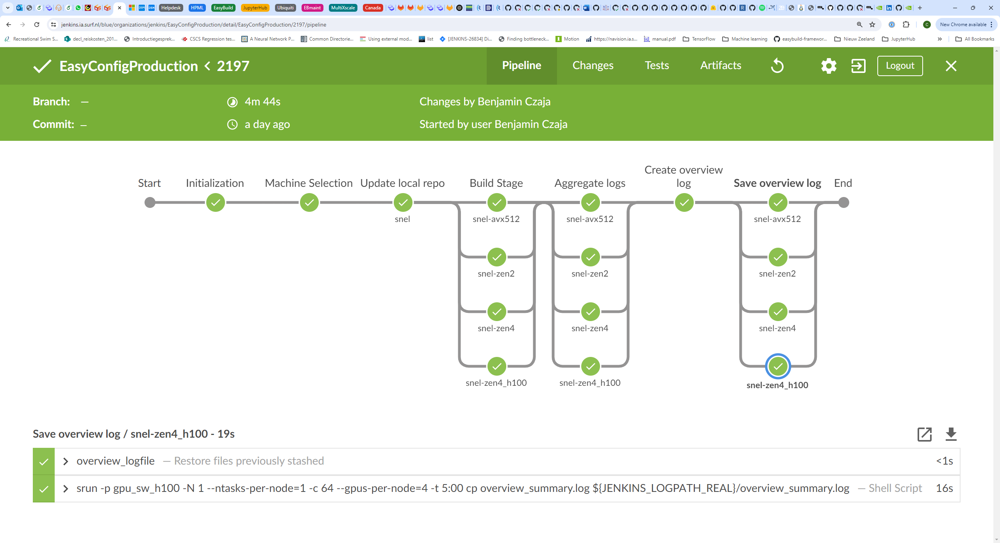 Helpdesk HPML EasyBuild JupyterHub Ubiquiti EBmaint MultiXscale Canada
jenkins.ia.surf.nl/blue/organizations/jenkins/EasyConfigProduction/detail/EasyConfigProduction/2197/pipeline
New Chrome available
Recreational Swim S... decl_reiskosten_201... Introductiegesprek... CSCS Regression tes... A Neural Network P... Common Directorie... Using external mod... list [JENKINS-26834] Di... Finding bottleneck... Motion https://navision.ia.s... manual.pdf TensorFlow Machine learning easybuild-framewor... Nieuw Zeeland JupyterHub » All Bookmarks
EasyConfigProduction < 2197
Pipeline Changes Tests Artifacts Logout
Branch: — 4m 44s Changes by Benjamin Czaja
Commit: — a day ago Started by user Benjamin Czaja
Start Initialization Machine Selection Update local repo Build Stage Aggregate logs Create overview log Save overview log End
snel snel-avx512 snel-avx512 snel-avx512
snel-zen2 snel-zen2 snel-zen2
snel-zen4 snel-zen4 snel-zen4
snel-zen4_h100 snel-zen4_h100 snel-zen4_h100
Save overview log / snel-zen4_h100 - 19s
overview_logfile — Restore files previously stashed <1s
srun -p gpu_sw_h100 -N 1 --ntasks-per-node=1 -c 64 --gpus-per-node=4 -t 5:00 cp overview_summary.log ${JENKINS_LOGPATH_REAL}/overview_summary.log — Shell Script 16s